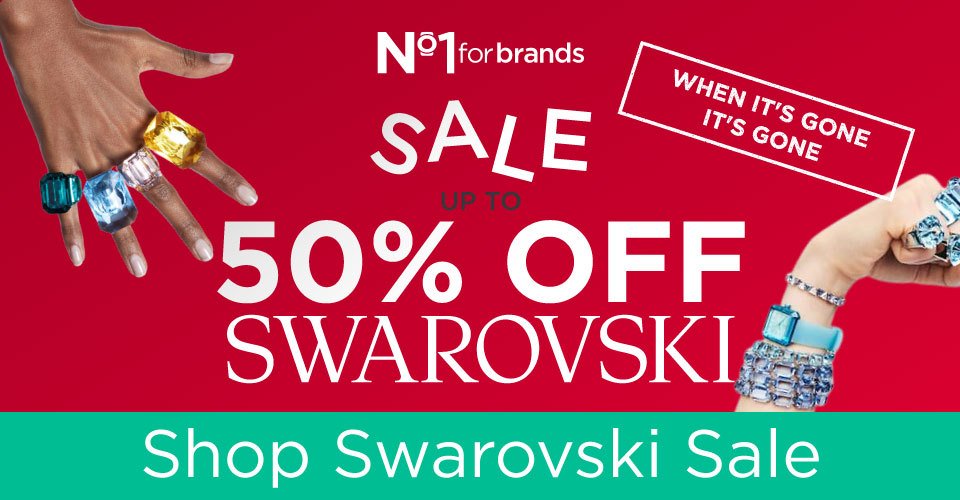 Nº1 for brands
SALE
WHEN IT'S GONE
IT'S GONE
UP TO
50% OFF
SWAROVSKI
Shop Swarovski Sale